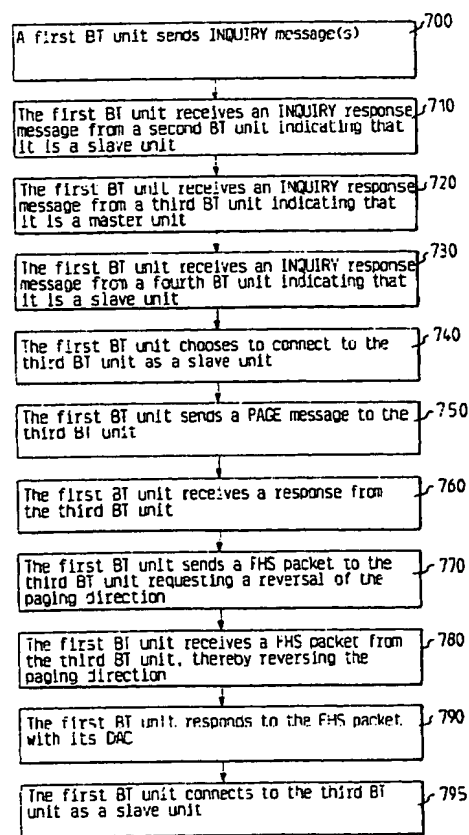 A first BT unit sends INQUIRY message(s)
700
The first BT unit receives an INQUIRY response
message from a second BT unit indicating that
it is a slave unit
710
The first BT unit receives an INQUIRY response
message from a third BT unit indicating that
it is a master unit
720
The first BT unit receives an INQUIRY response
message from a fourth BT unit indicating that
it is a slave unit
730
The first BT unit chooses to connect to the
third BT unit as a slave unit
740
The first BT unit sends a PAGE message to the
third BT unit
750
The first BT unit receives a response from
the third BT unit
760
The first BT unit sends a FHS packet to the
third BT unit requesting a reversal of the
paging direction
770
The first BT unit receives a FHS packet from
the third BT unit, thereby reversing the
paging direction
780
The first BT unit responds to the FHS packet
with its DAC
790
The first BT unit connects to the third BT
unit as a slave unit
795